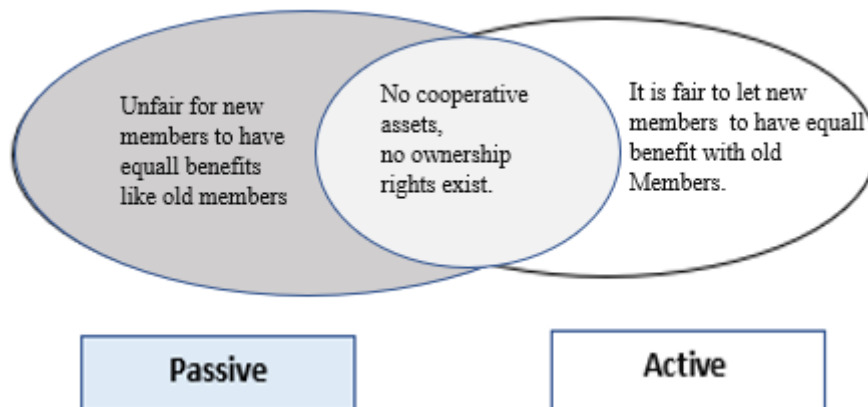 Unfair for new
members to have
equall benefits
like old members
No cooperative
assets,
no ownership
rights exist.
It is fair to let new
members to have equall
benefit with old
Members.
Passive
Active